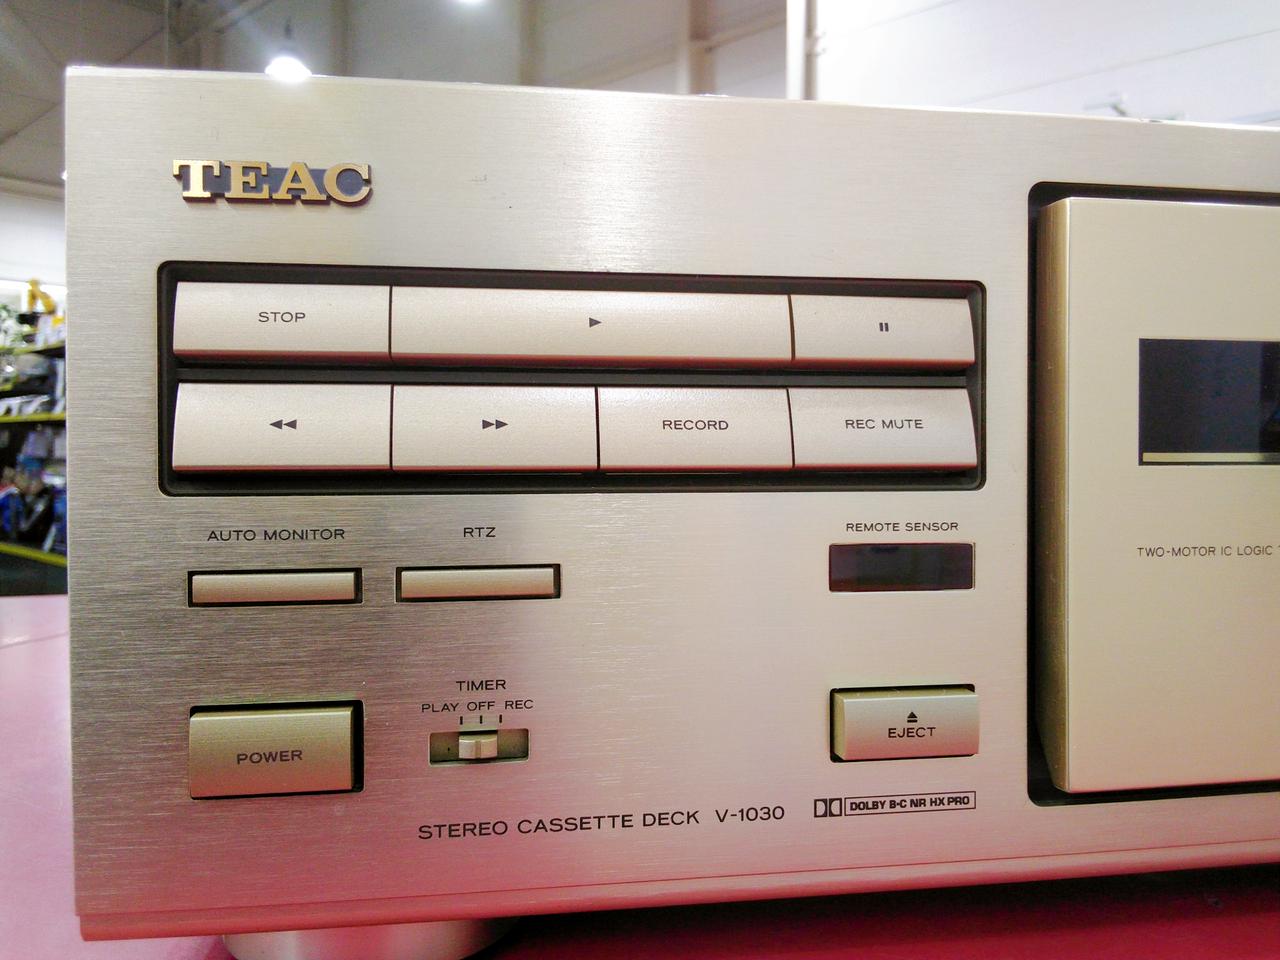 TEAC
STOP
RECORD
REC MUTE
AUTO MONITOR
RTZ
REMOTE SENSOR
TWO-MOTOR IC LOGIC
TIMER
PLAY OFF REC
POWER
EJECT
STEREO CASSETTE DECK V-1030
DOLBY B·C NR HX PRO